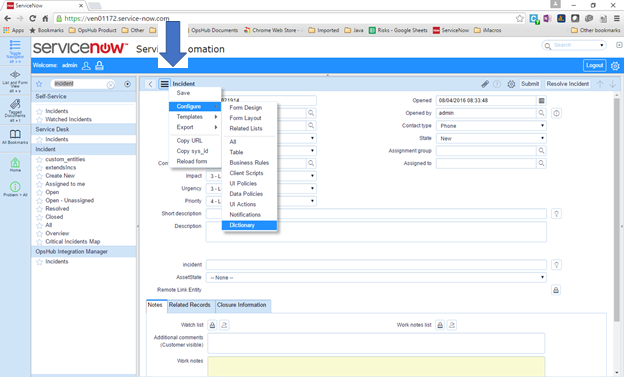 ServiceNow
https://ven01172.service-now.com
Apps
Bookmarks
OpsHub Product
Other
OpsHub Documents
Chrome Web Store -
Imported
Java
Risks - Google Sheets
ServiceNow
iMacros
Other bookmarks
servicenow
Serv
omation
Search
Welcome: admin
Logout
Toggle Navigator
List and Form View
Tagged Documents
All Bookmarks
Home
incident
Self-Service
Incidents
Watched Incidents
Service Desk
Incidents
Incident
custom_entities
extendsincs
Create New
Assigned to me
Open
Open - Unassigned
Resolved
Closed
All
Overview
Critical Incidents Map
OpsHub Integration Manager
Incidents
Incident
Submit
Resolve Incident
Save
Configure
Templates
Export
Copy URL
Copy sys_id
Reload form
Form Design
Form Layout
Related Lists
All
Table
Business Rules
Client Scripts
UI Policies
Data Policies
UI Actions
Notifications
Dictionary
Opened 08/04/2016 08:33:48
Opened by admin
Contact type Phone
State New
Assignment group
Assigned to
Impact 3 - L
Urgency 3 - L
Priority 4 - L
Short description
Description
incident
AssetState -- None --
Remote Link Entity
Notes
Related Records
Closure Information
Watch list
Work notes list
Additional comments
(Customer visible)
Work notes